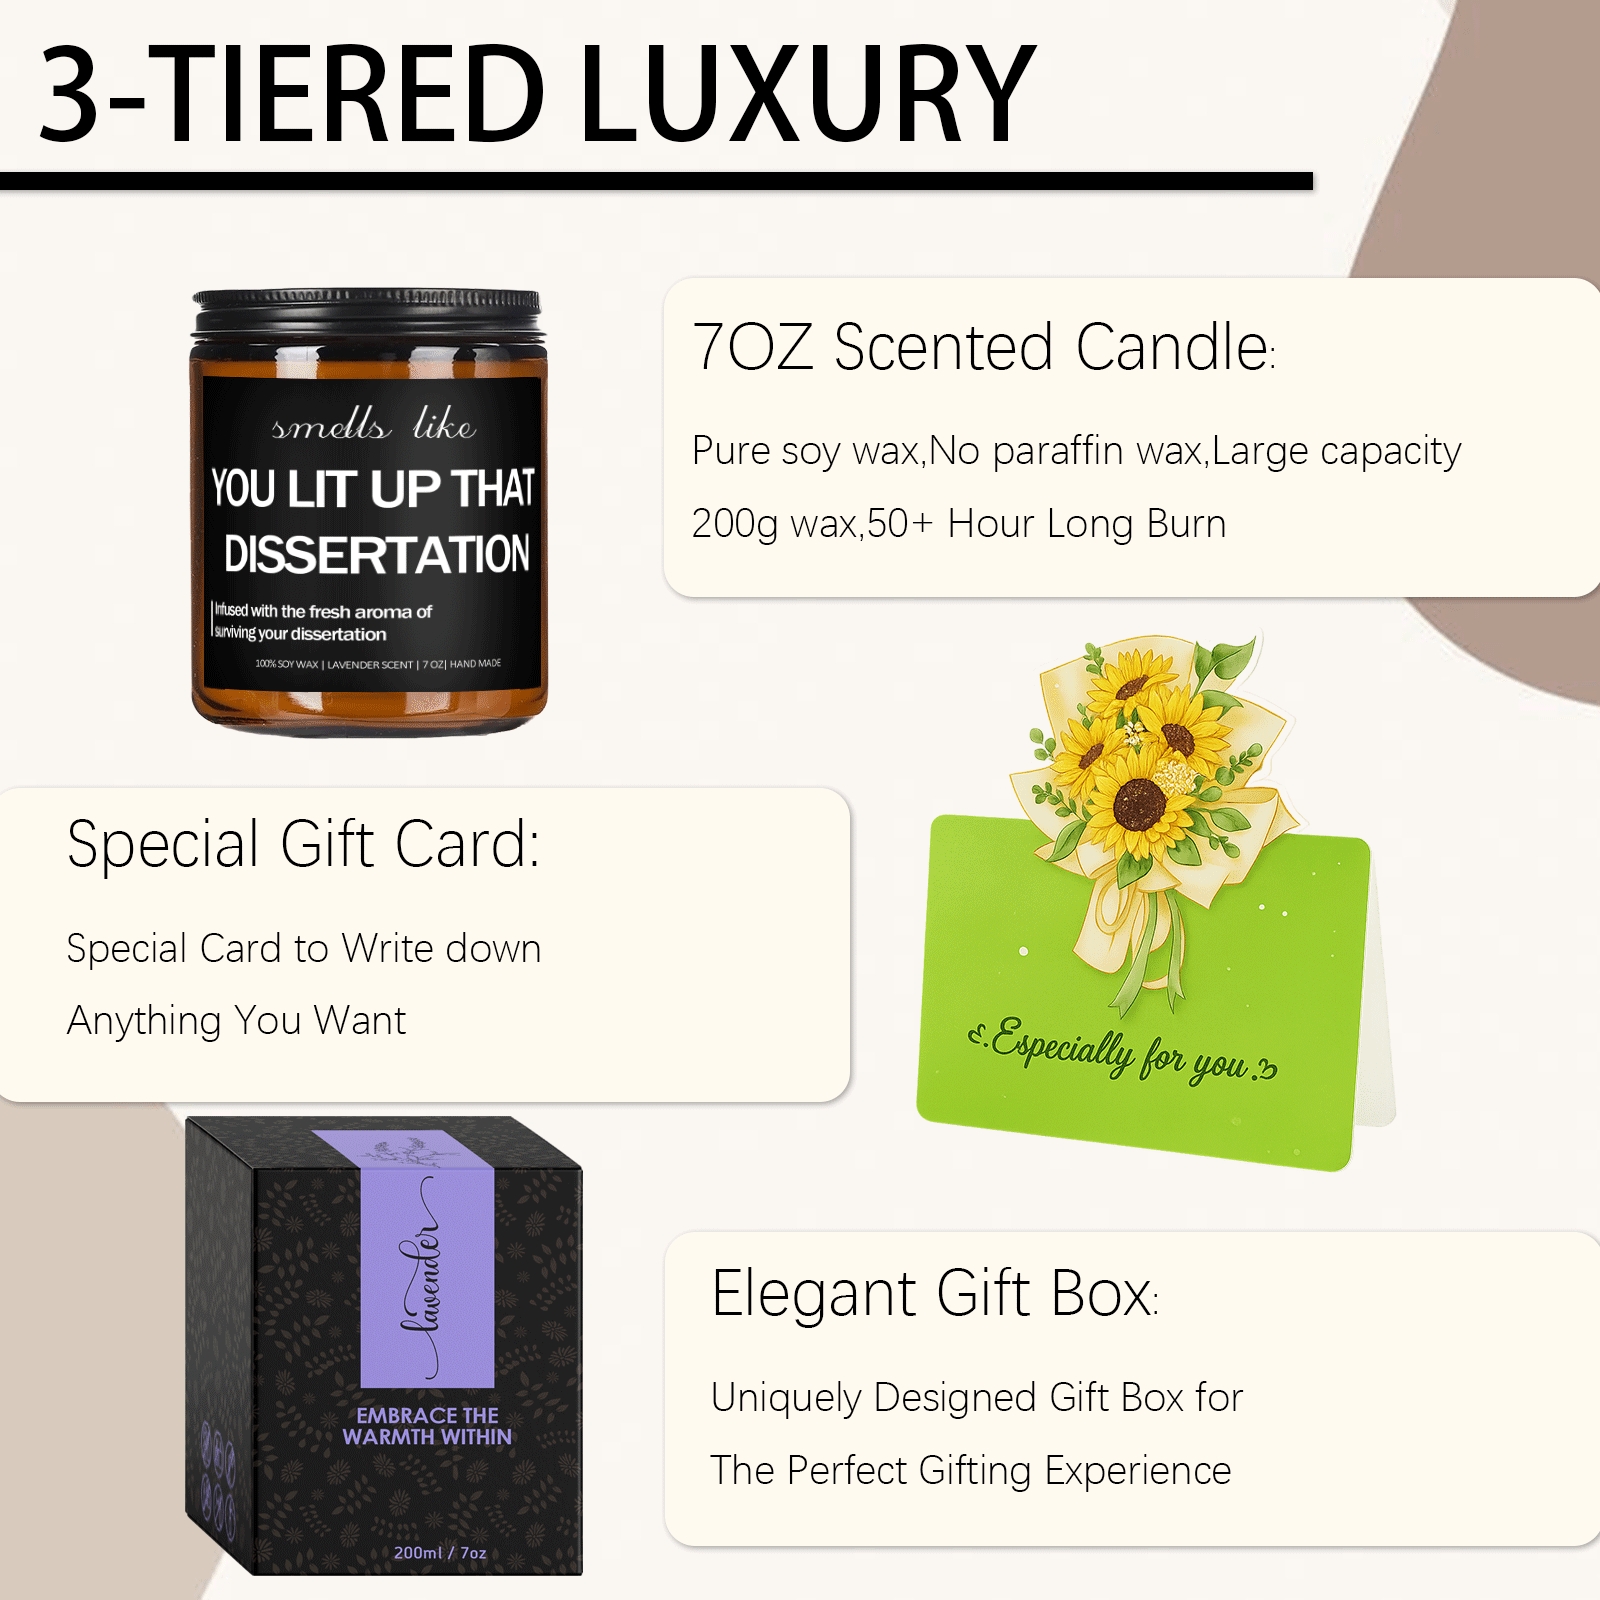 3-TIERED LUXURY
smells like
YOU LIT UP THAT
DISSERTATION
Infused with the fresh aroma of
surviving your dissertation
100% SOY WAX | LAVENDER SCENT | 7 OZ| HAND MADE
7OZ Scented Candle:
Pure soy wax,No paraffin wax,Large capacity
200g wax,50+ Hour Long Burn
Special Gift Card:
Special Card to Write down
Anything You Want
Especially for you
lavender
EMBRACE THE
WARMTH WITHIN
200ml / 7oz
Elegant Gift Box:
Uniquely Designed Gift Box for
The Perfect Gifting Experience